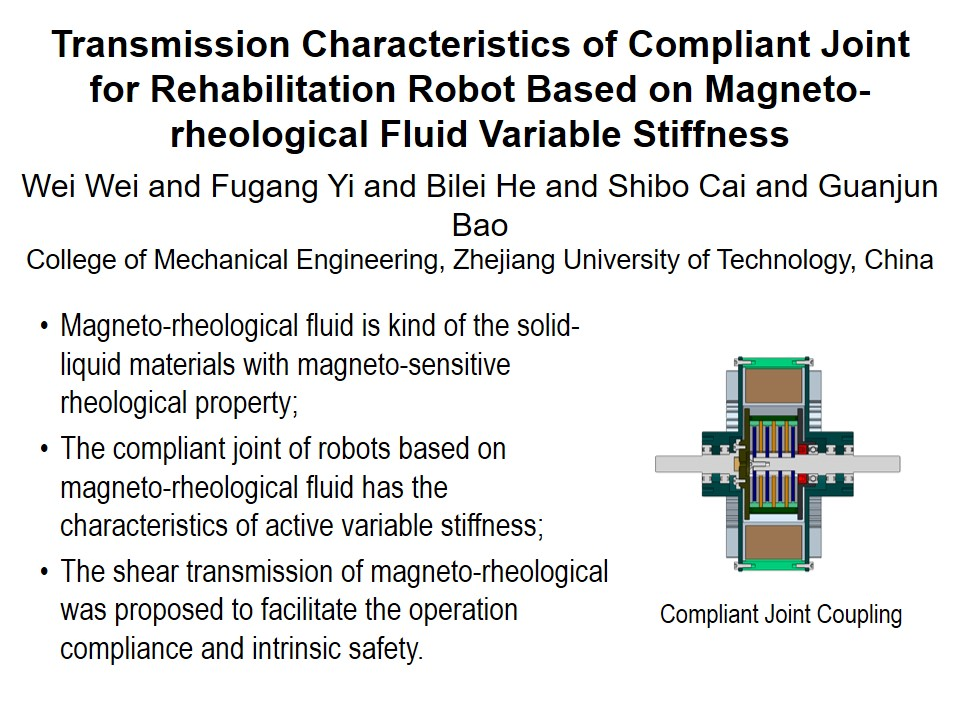 Transmission Characteristics of Compliant Joint
for Rehabilitation Robot Based on Magneto-
rheological Fluid Variable Stiffness
Wei Wei and Fugang Yi and Bilei He and Shibo Cai and Guanjun
Bao
College of Mechanical Engineering, Zhejiang University of Technology, China
• Magneto-rheological fluid is kind of the solid-
liquid materials with magneto-sensitive
rheological property;
• The compliant joint of robots based on
magneto-rheological fluid has the
characteristics of active variable stiffness;
• The shear transmission of magneto-rheological
was proposed to facilitate the operation
compliance and intrinsic safety.
Compliant Joint Coupling